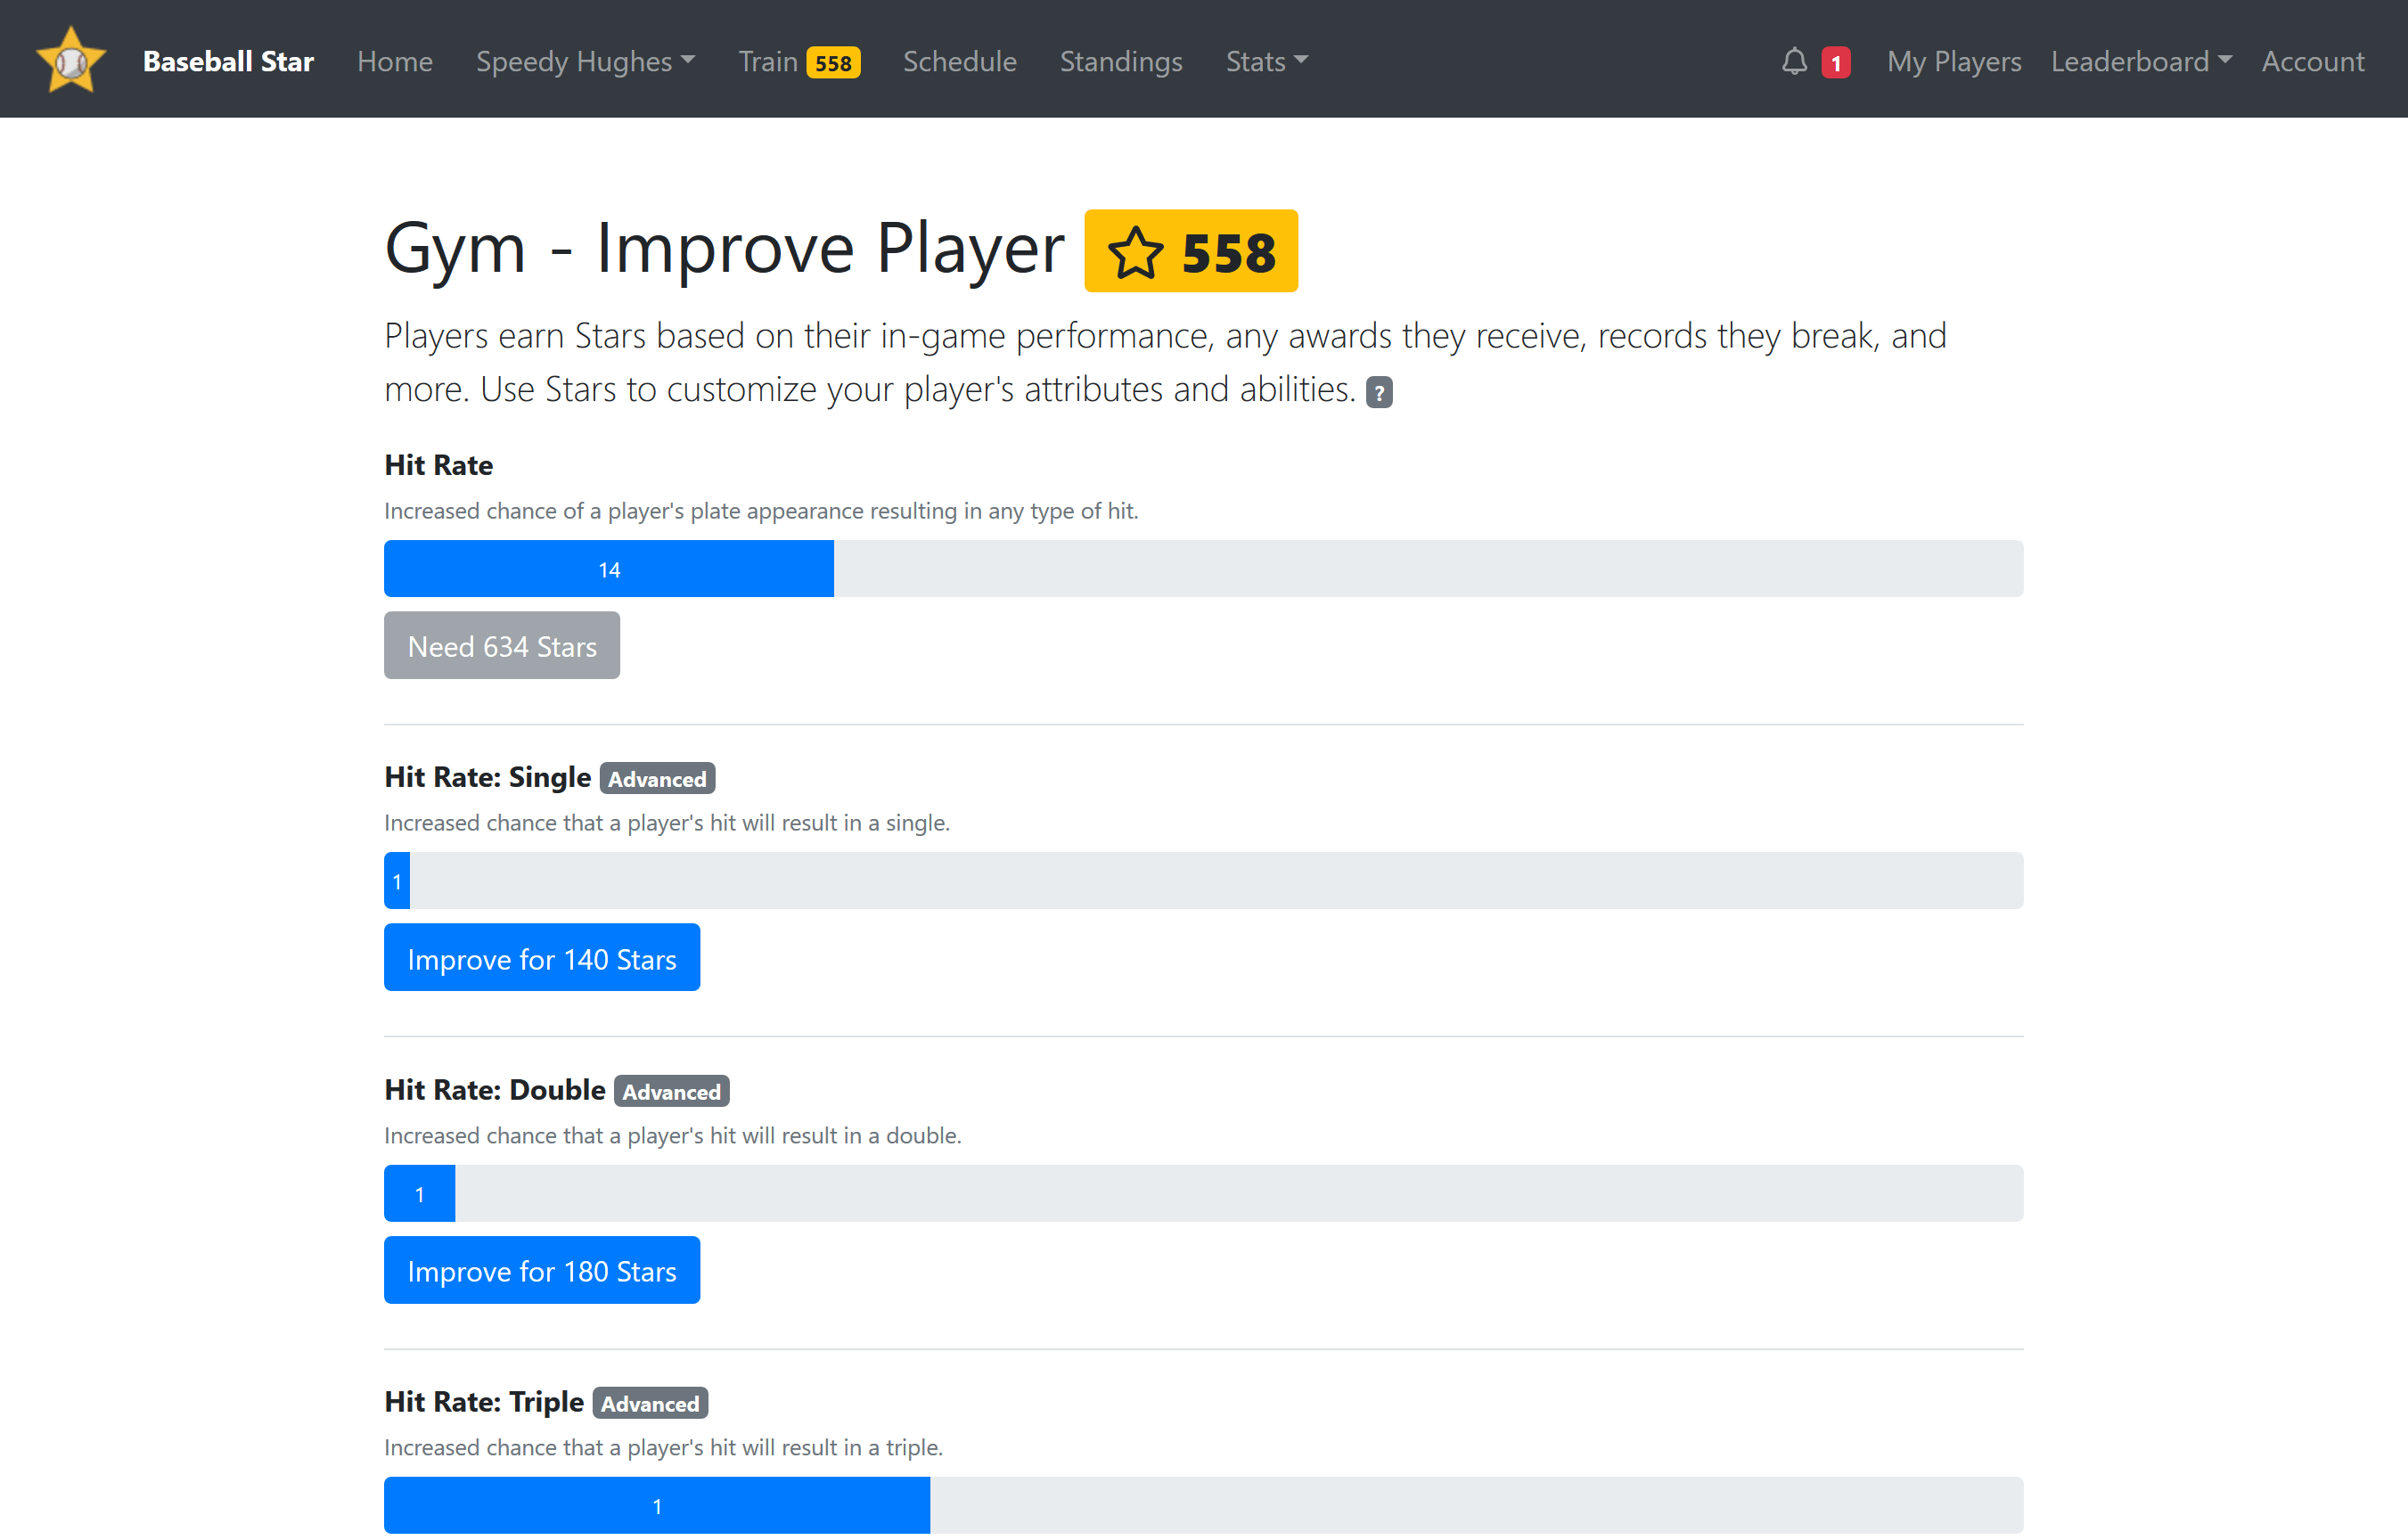 Baseball Star Home Speedy Hughes Train 558 Schedule Standings Stats 1 My Players Leaderboard Account
Gym - Improve Player 558
Players earn Stars based on their in-game performance, any awards they receive, records they break, and
more. Use Stars to customize your player's attributes and abilities. ?
Hit Rate
Increased chance of a player's plate appearance resulting in any type of hit.
14
Need 634 Stars
Hit Rate: Single Advanced
Increased chance that a player's hit will result in a single.
1
Improve for 140 Stars
Hit Rate: Double Advanced
Increased chance that a player's hit will result in a double.
1
Improve for 180 Stars
Hit Rate: Triple Advanced
Increased chance that a player's hit will result in a triple.
1